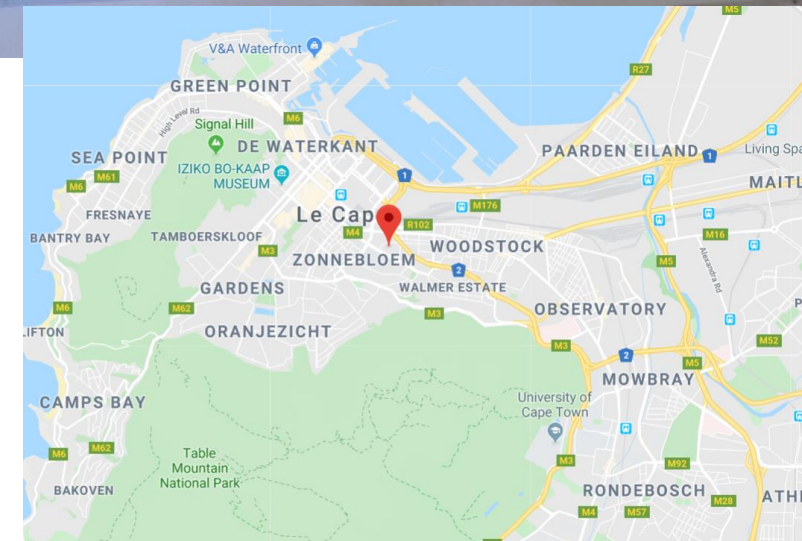 M5
V&A Waterfront
R27
GREEN POINT
High Level Rd
M6
Signal Hill
DE WATERKANT
SEA POINT
PAARDEN EILAND
1
Living Spa
IZIKO BO-KAAP
MUSEUM
M61
M6
1
MAITL
M176
FRESNAYE
Le Cap
R102
BANTRY BAY
TAMBOERSKLOOF
M4
M16
M3
WOODSTOCK
ZONNEBLOEM
2
M5
Alexandra Rd
GARDENS
WALMER ESTATE
M6
M62
M3
OBSERVATORY
LIFTON
ORANJEZICHT
M3
2
M52
M5
MOWBRAY
CAMPS BAY
University of
Cape Town
M6
M62
Table
Mountain
National Park
M3
M92
BAKOVEN
RONDEBOSCH
M28
ATH
M4
M57